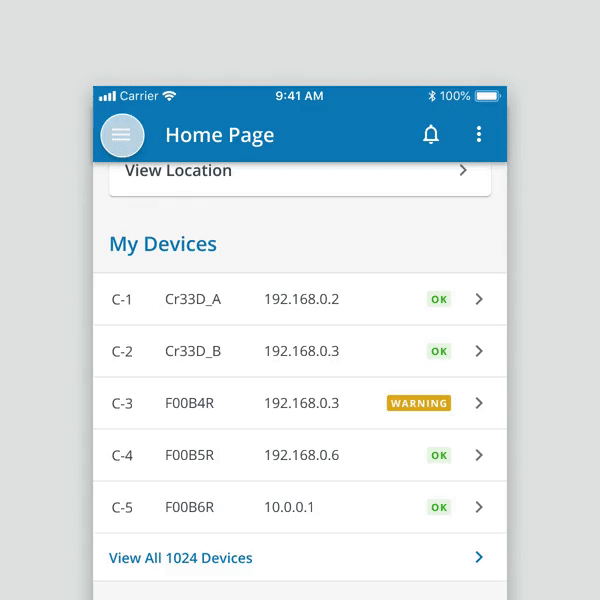 Carrier 9:41 AM 100%
Home Page
View Location
My Devices
C-1 Cr33D_A 192.168.0.2 OK
C-2 Cr33D_B 192.168.0.3 OK
C-3 F00B4R 192.168.0.3 WARNING
C-4 F00B5R 192.168.0.6 OK
C-5 F00B6R 10.0.0.1 OK
View All 1024 Devices